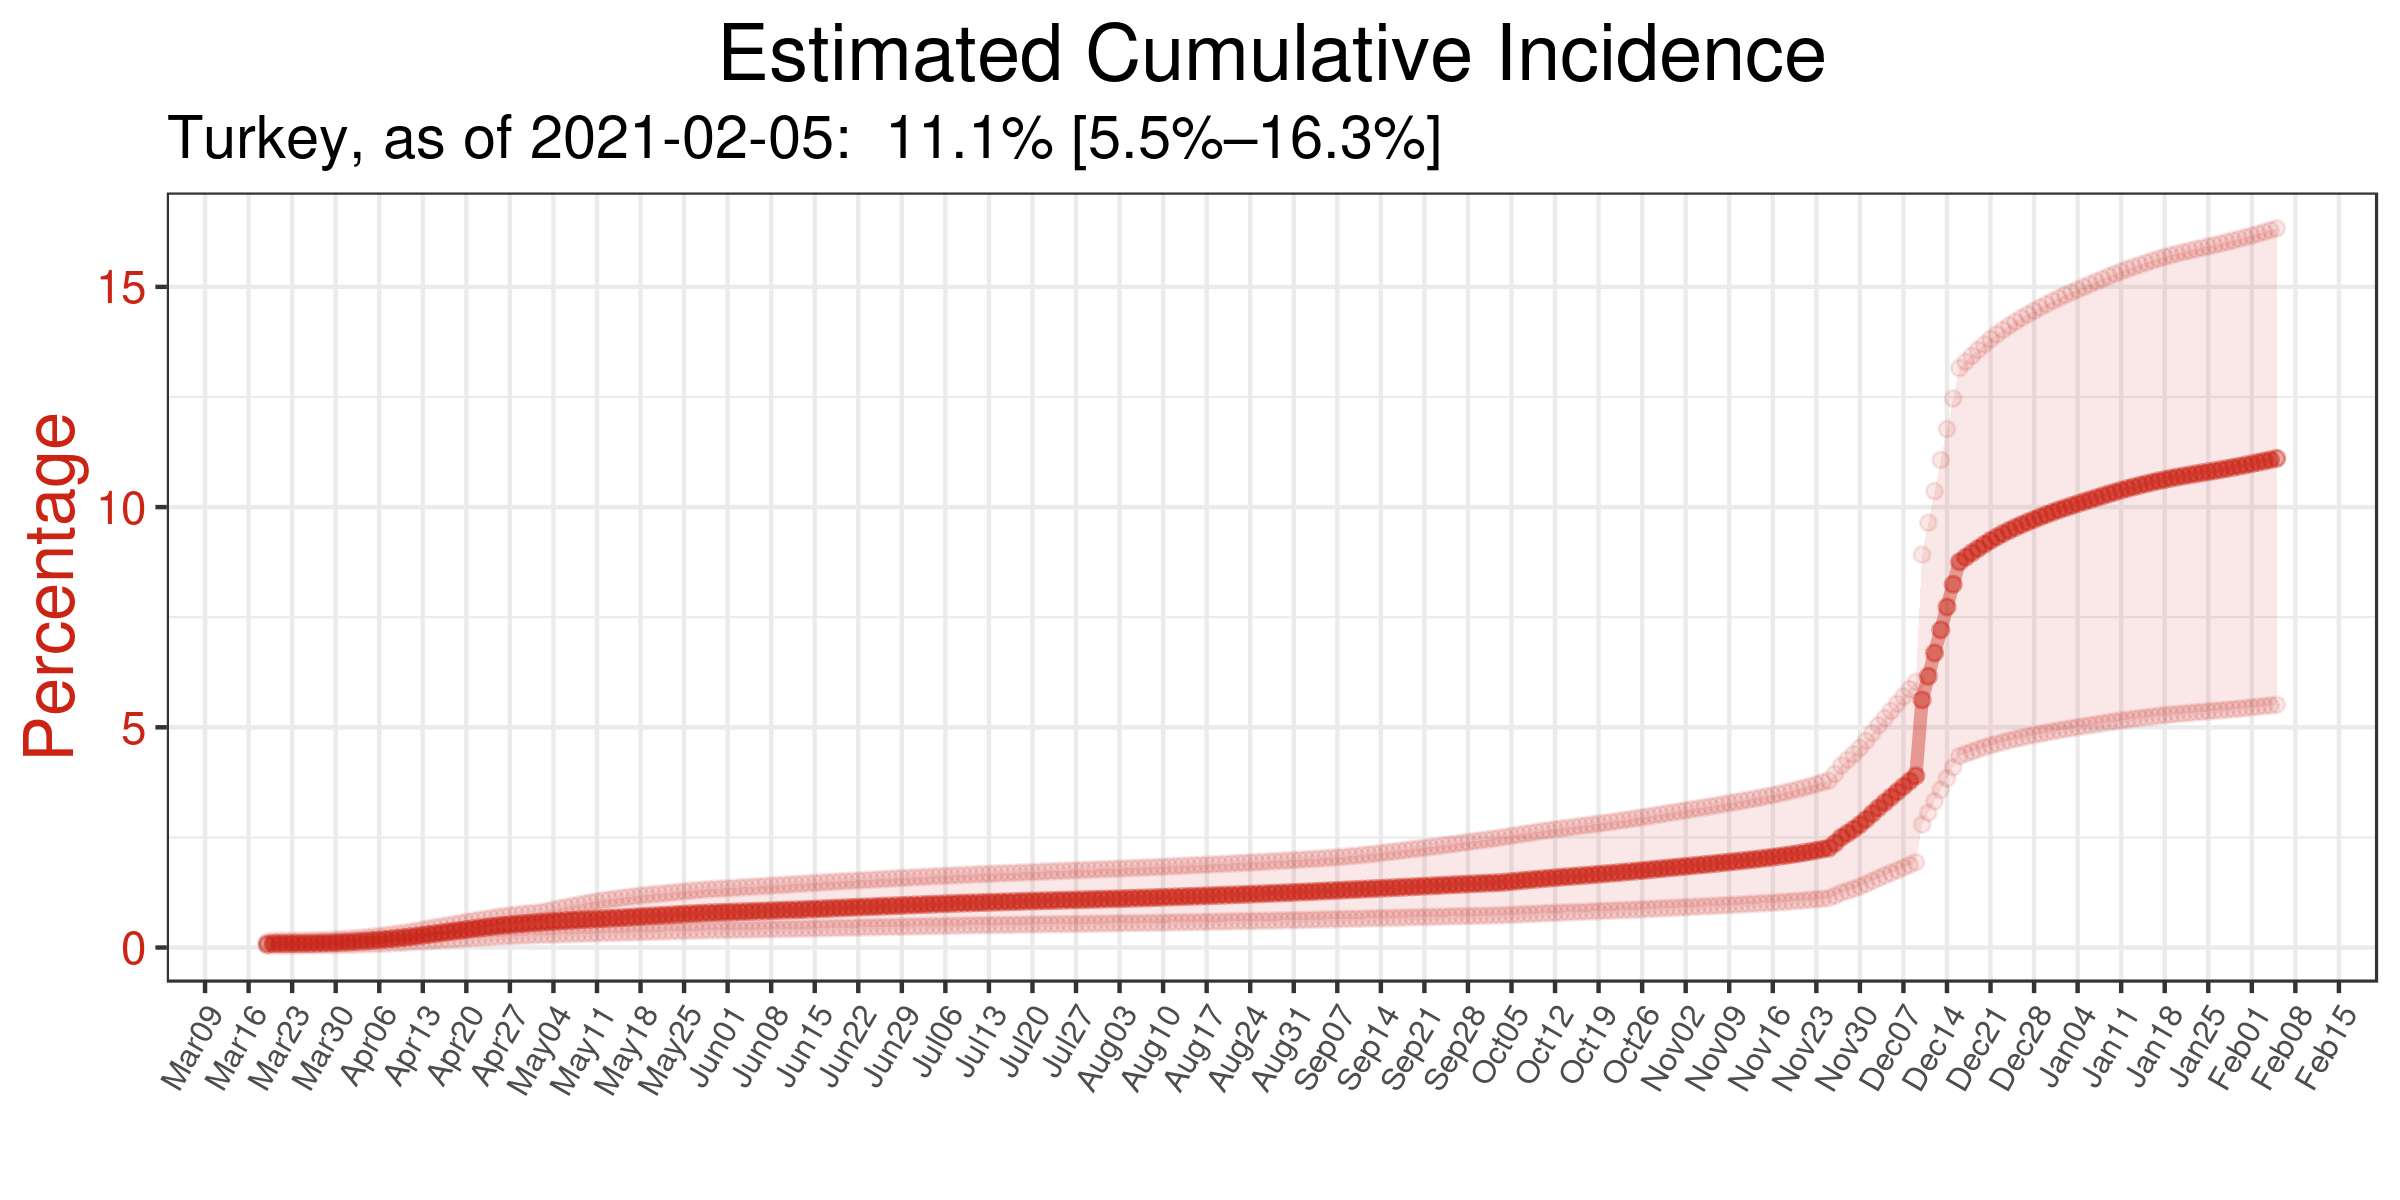 Estimated Cumulative Incidence
Turkey, as of 2021-02-05:  11.1% [5.5%–16.3%]
Percentage
15
10
5
0
Mar09
Mar16
Mar23
Mar30
Apr06
Apr13
Apr20
Apr27
May04
May11
May18
May25
Jun01
Jun08
Jun15
Jun22
Jun29
Jul06
Jul13
Jul20
Jul27
Aug03
Aug10
Aug17
Aug24
Aug31
Sep07
Sep14
Sep21
Sep28
Oct05
Oct12
Oct19
Oct26
Nov02
Nov09
Nov16
Nov23
Nov30
Dec07
Dec14
Dec21
Dec28
Jan04
Jan11
Jan18
Jan25
Feb01
Feb08
Feb15